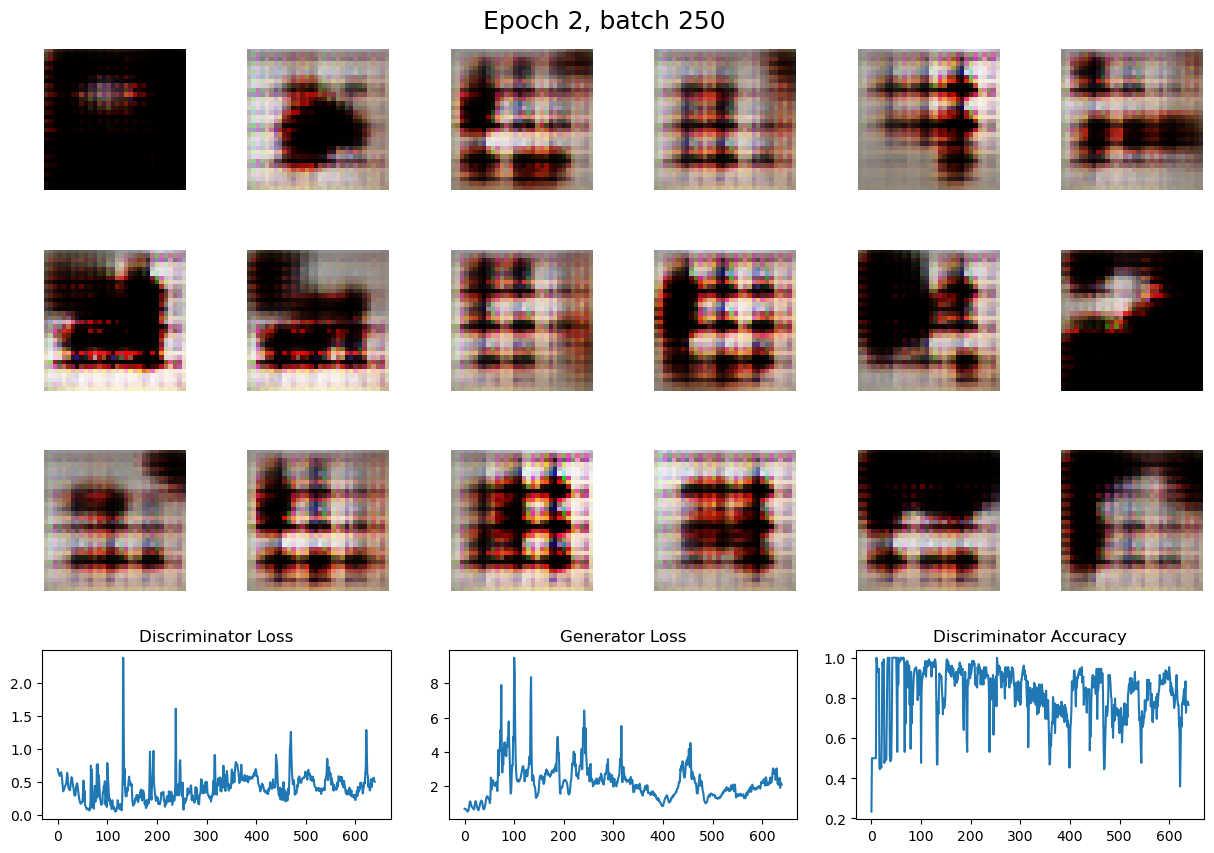 Epoch 2, batch 250
Discriminator Loss
Generator Loss
Discriminator Accuracy
2.0
1.5
1.0
0.5
0.0
0 100 200 300 400 500 600
8
6
4
2
0 100 200 300 400 500 600
1.0
0.8
0.6
0.4
0.2
0 100 200 300 400 500 600